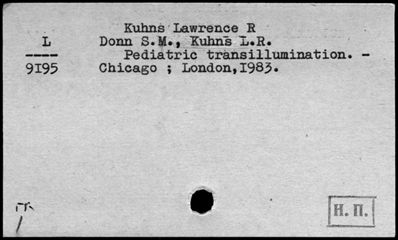 Kuhns Lawrence R
L Donn S.M., Kuhns L.R.
---- Pediatric transillumination. -
9195 Chicago ; London,1983.
Н. П.